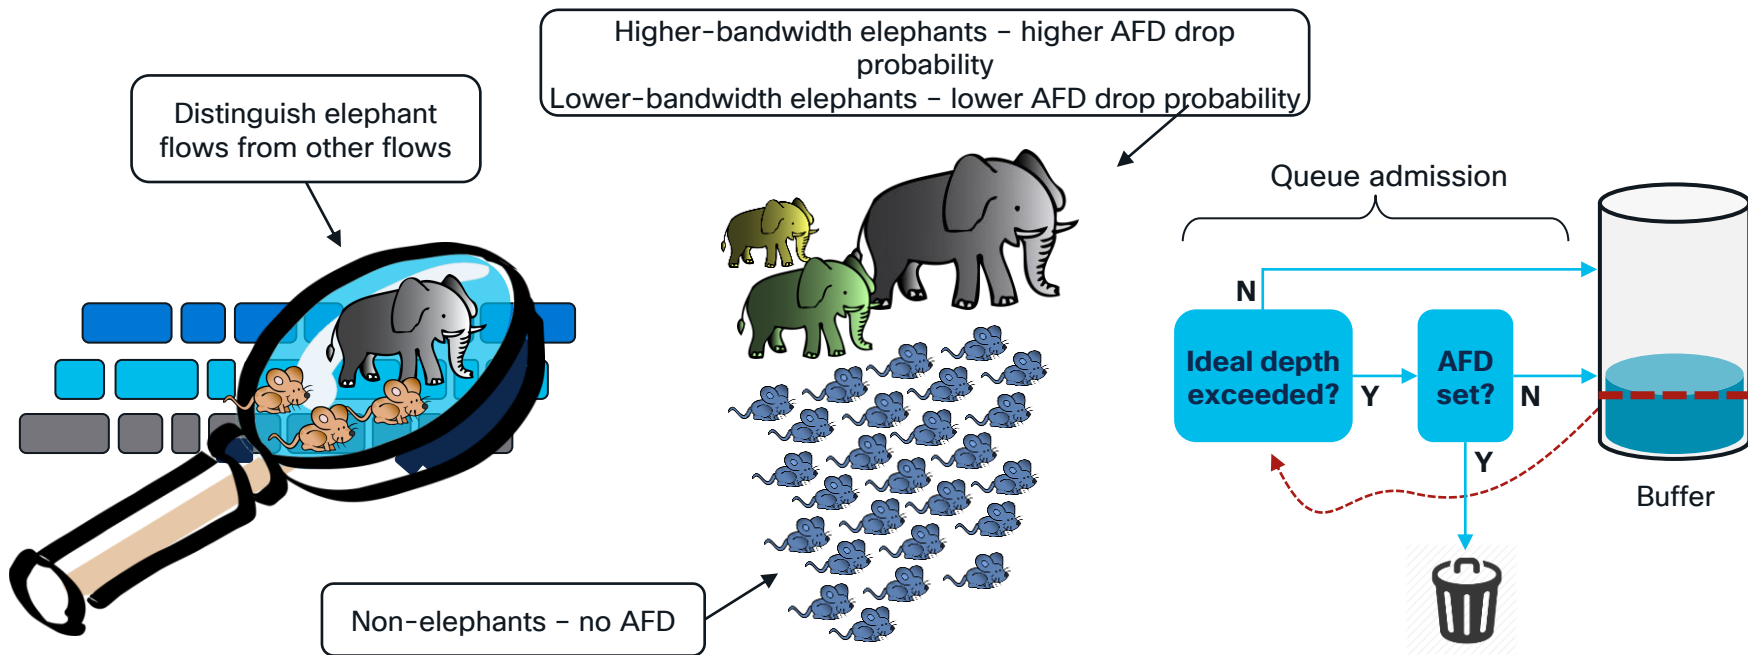 Higher-bandwidth elephants – higher AFD drop
probability
Lower-bandwidth elephants – lower AFD drop probability
Distinguish elephant
flows from other flows
Queue admission
N
Ideal depth
exceeded?
Y
AFD
set?
N
Y
Buffer
Non-elephants – no AFD